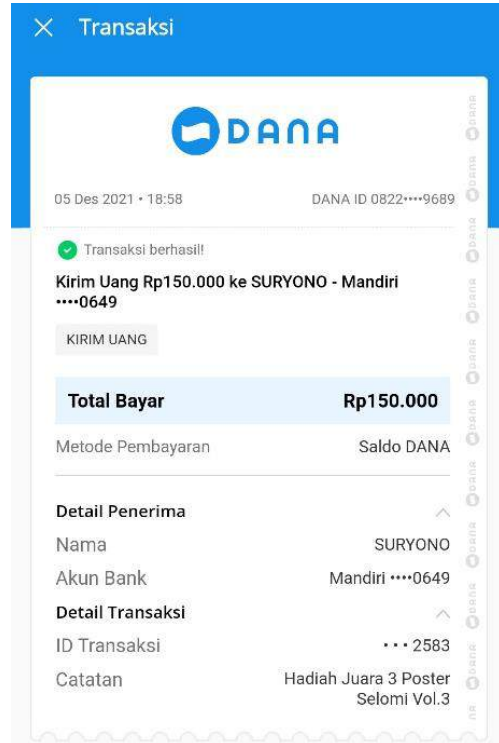 Transaksi
DANA
05 Des 2021 • 18:58 DANA ID 0822••••9689
Transaksi berhasil!
Kirim Uang Rp150.000 ke SURYONO - Mandiri
••••0649
KIRIM UANG
Total Bayar Rp150.000
Metode Pembayaran Saldo DANA
Detail Penerima
Nama SURYONO
Akun Bank Mandiri ••••0649
Detail Transaksi
ID Transaksi ••• 2583
Catatan Hadiah Juara 3 Poster
Selomi Vol.3